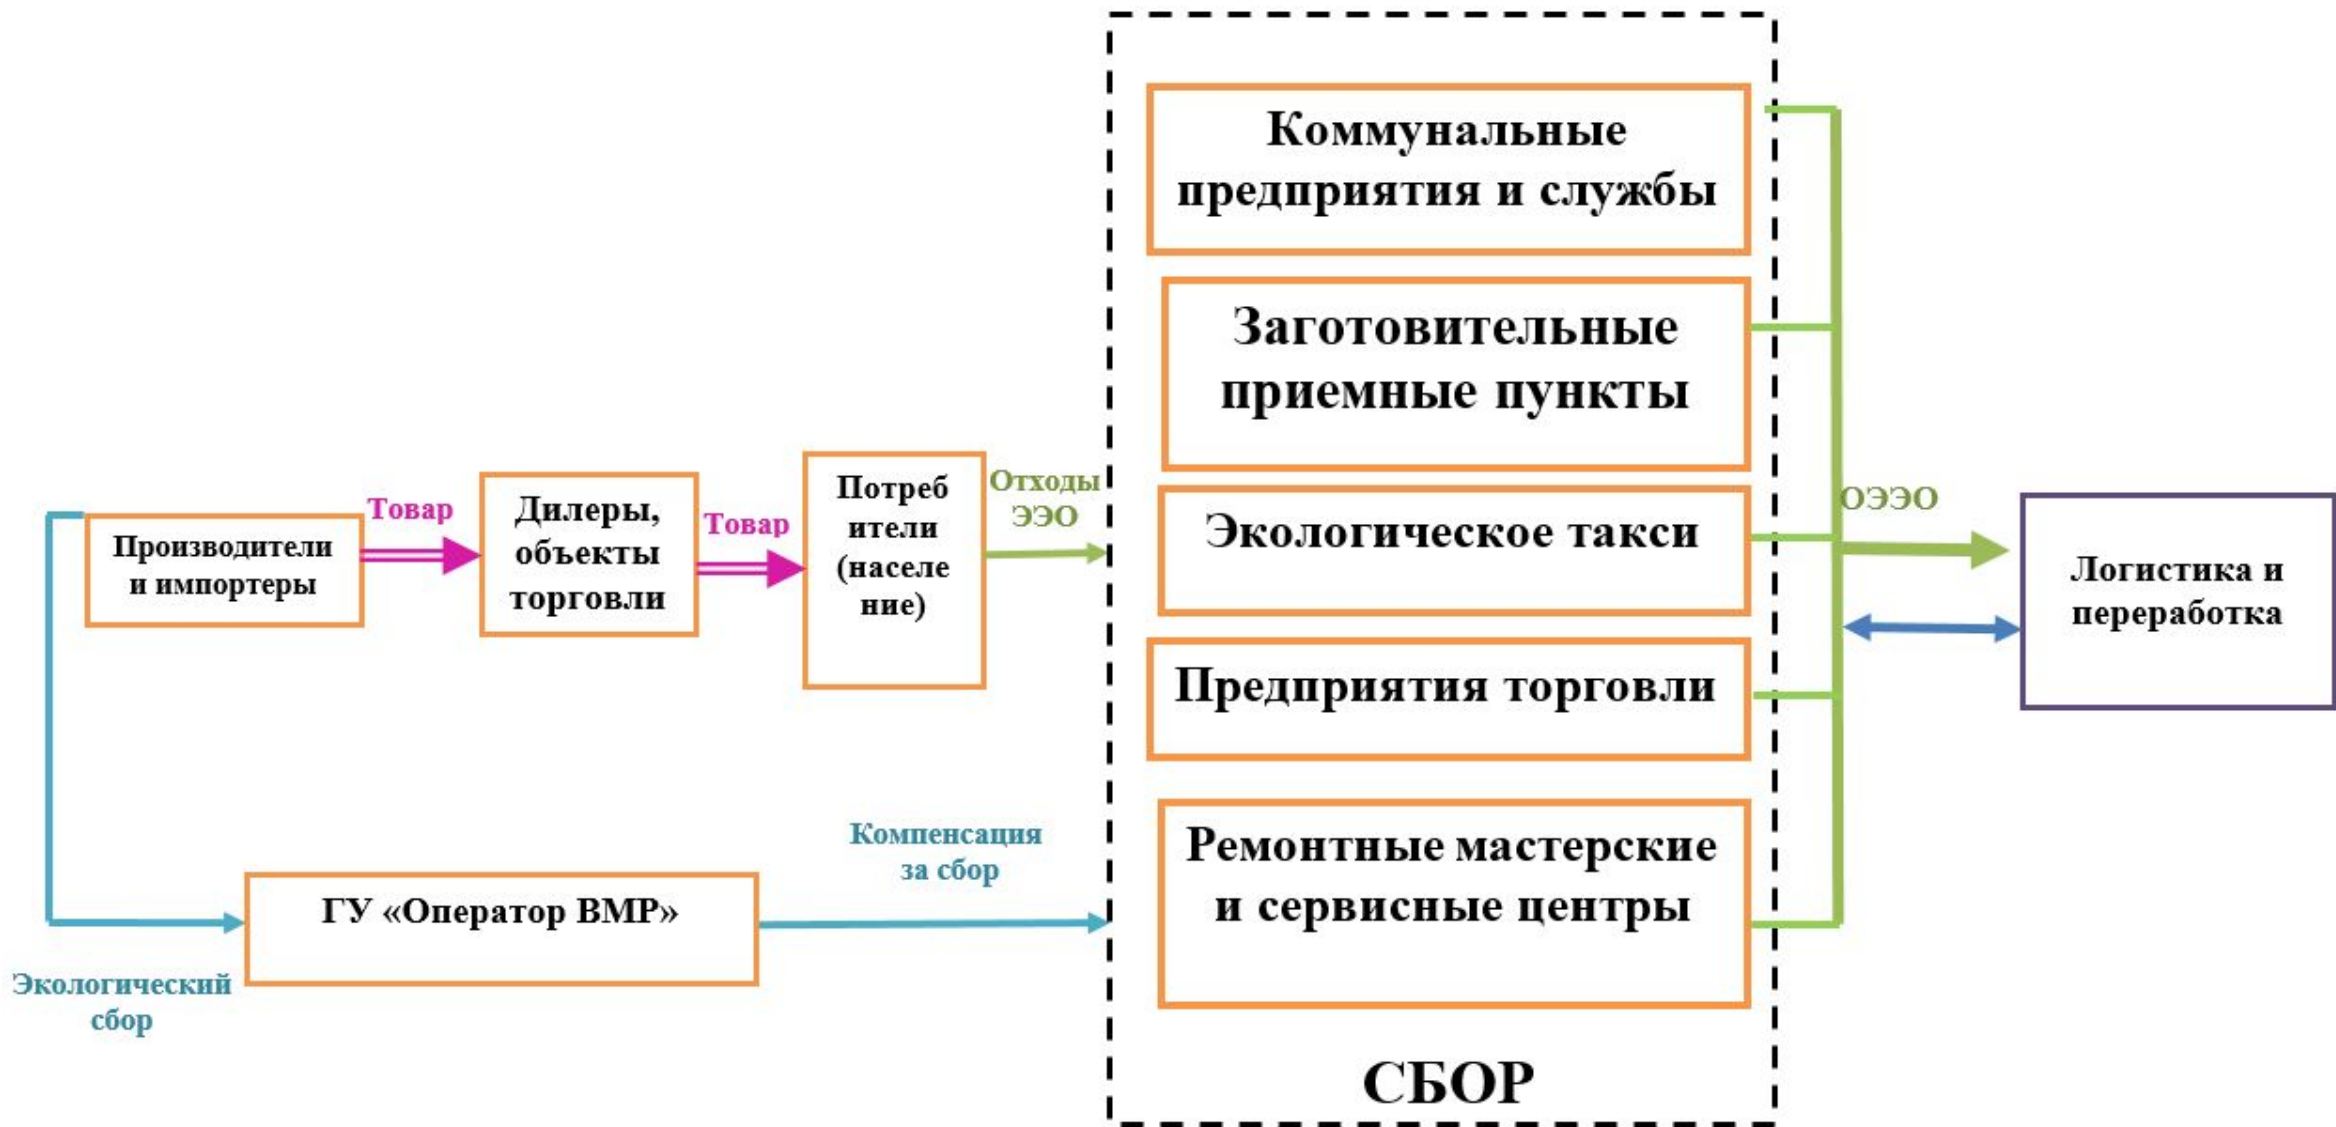 Производители
и импортеры
Товар
Дилеры,
объекты
торговли
Товар
Потреб
ители
(населе
ние)
Отходы
ЭЭО
Коммунальные
предприятия и службы
Заготовительные
приемные пункты
Экологическое такси
Предприятия торговли
Ремонтные мастерские
и сервисные центры
СБОР
ОЭЭО
Логистика и
переработка
Экологический
сбор
ГУ «Оператор ВМР»
Компенсация
за сбор